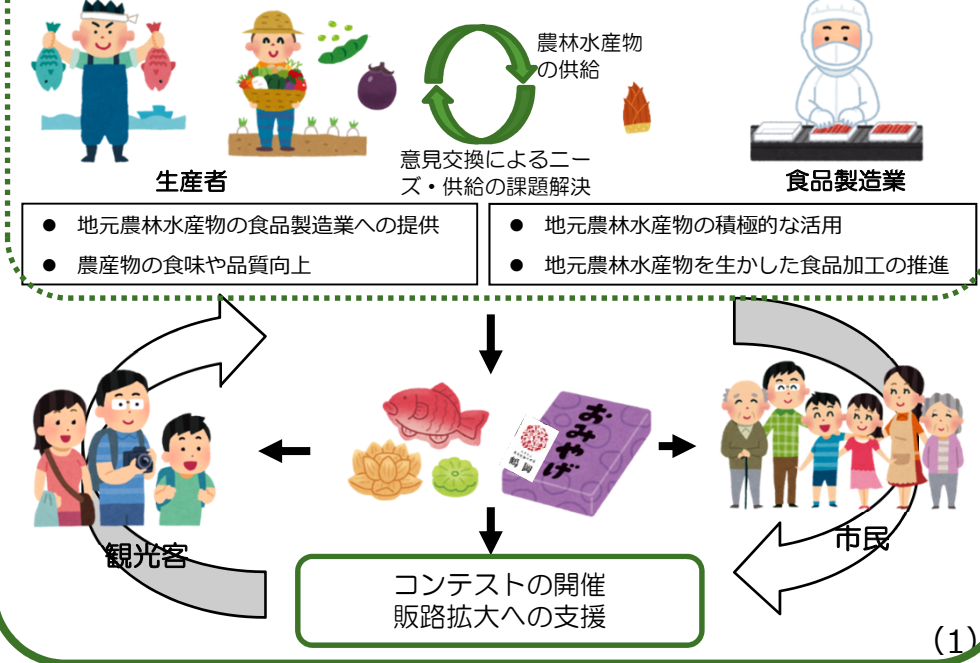 農林水産物
の供給
意見交換によるニー
ズ・供給の課題解決
生産者
食品製造業
● 地元農林水産物の食品製造業への提供
● 農産物の食味や品質向上
● 地元農林水産物の積極的な活用
● 地元農林水産物を生かした食品加工の推進
おみやげ
鶴岡
観光客
市民
コンテストの開催
販路拡大への支援
(1)